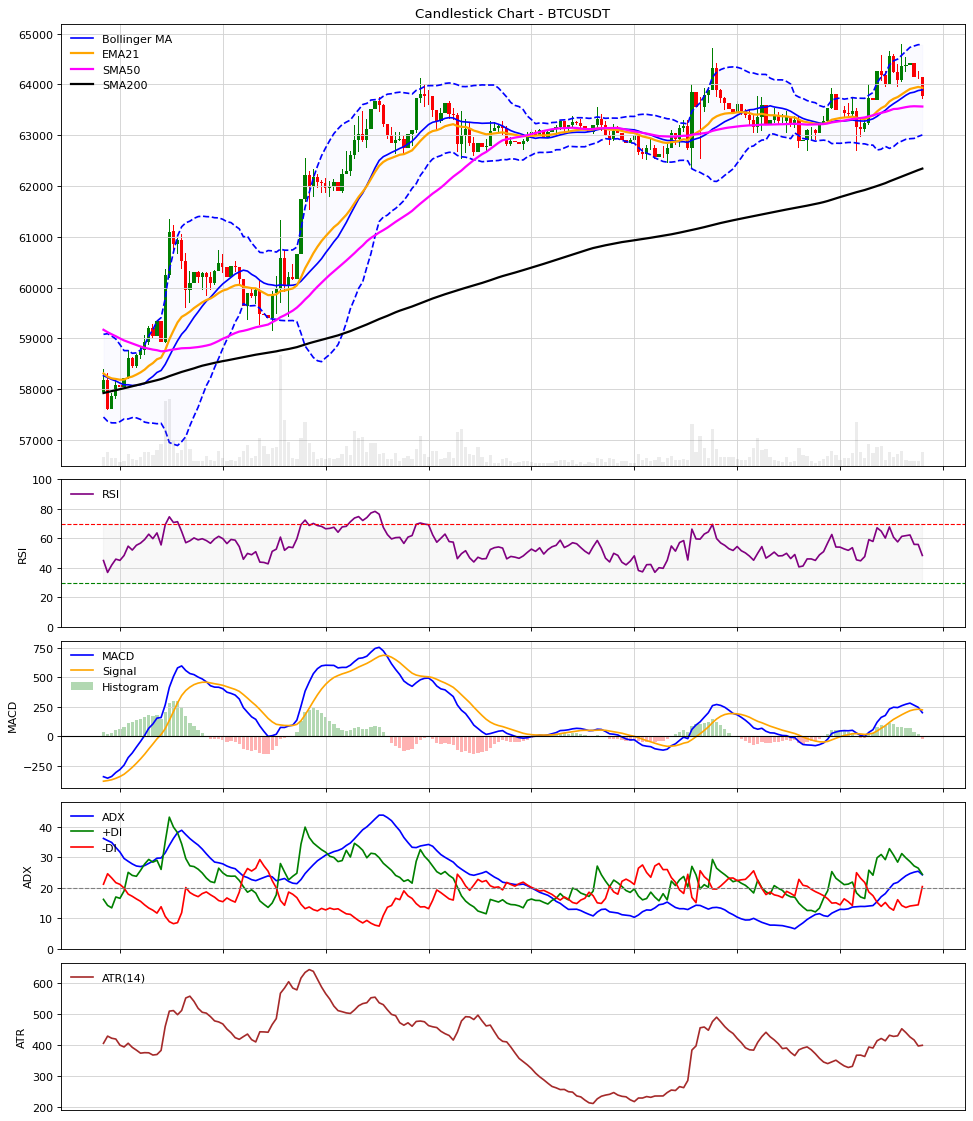 Candlestick Chart - BTCUSDT
65000
64000
63000
62000
61000
60000
59000
58000
57000
Bollinger MA
EMA21
SMA50
SMA200
100
80
60
40
20
0
RSI
RSI
750
500
250
0
−250
MACD
MACD
Signal
Histogram
40
30
20
10
0
ADX
ADX
+DI
-DI
600
500
400
300
200
ATR
ATR(14)